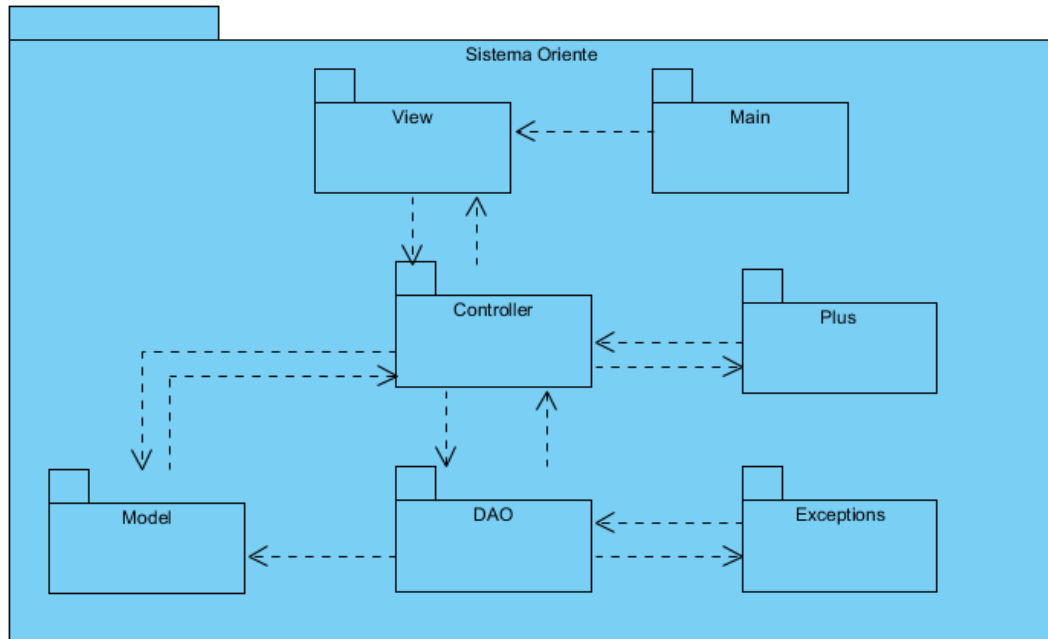 Sistema Oriente
View
Main
Controller
Plus
Model
DAO
Exceptions